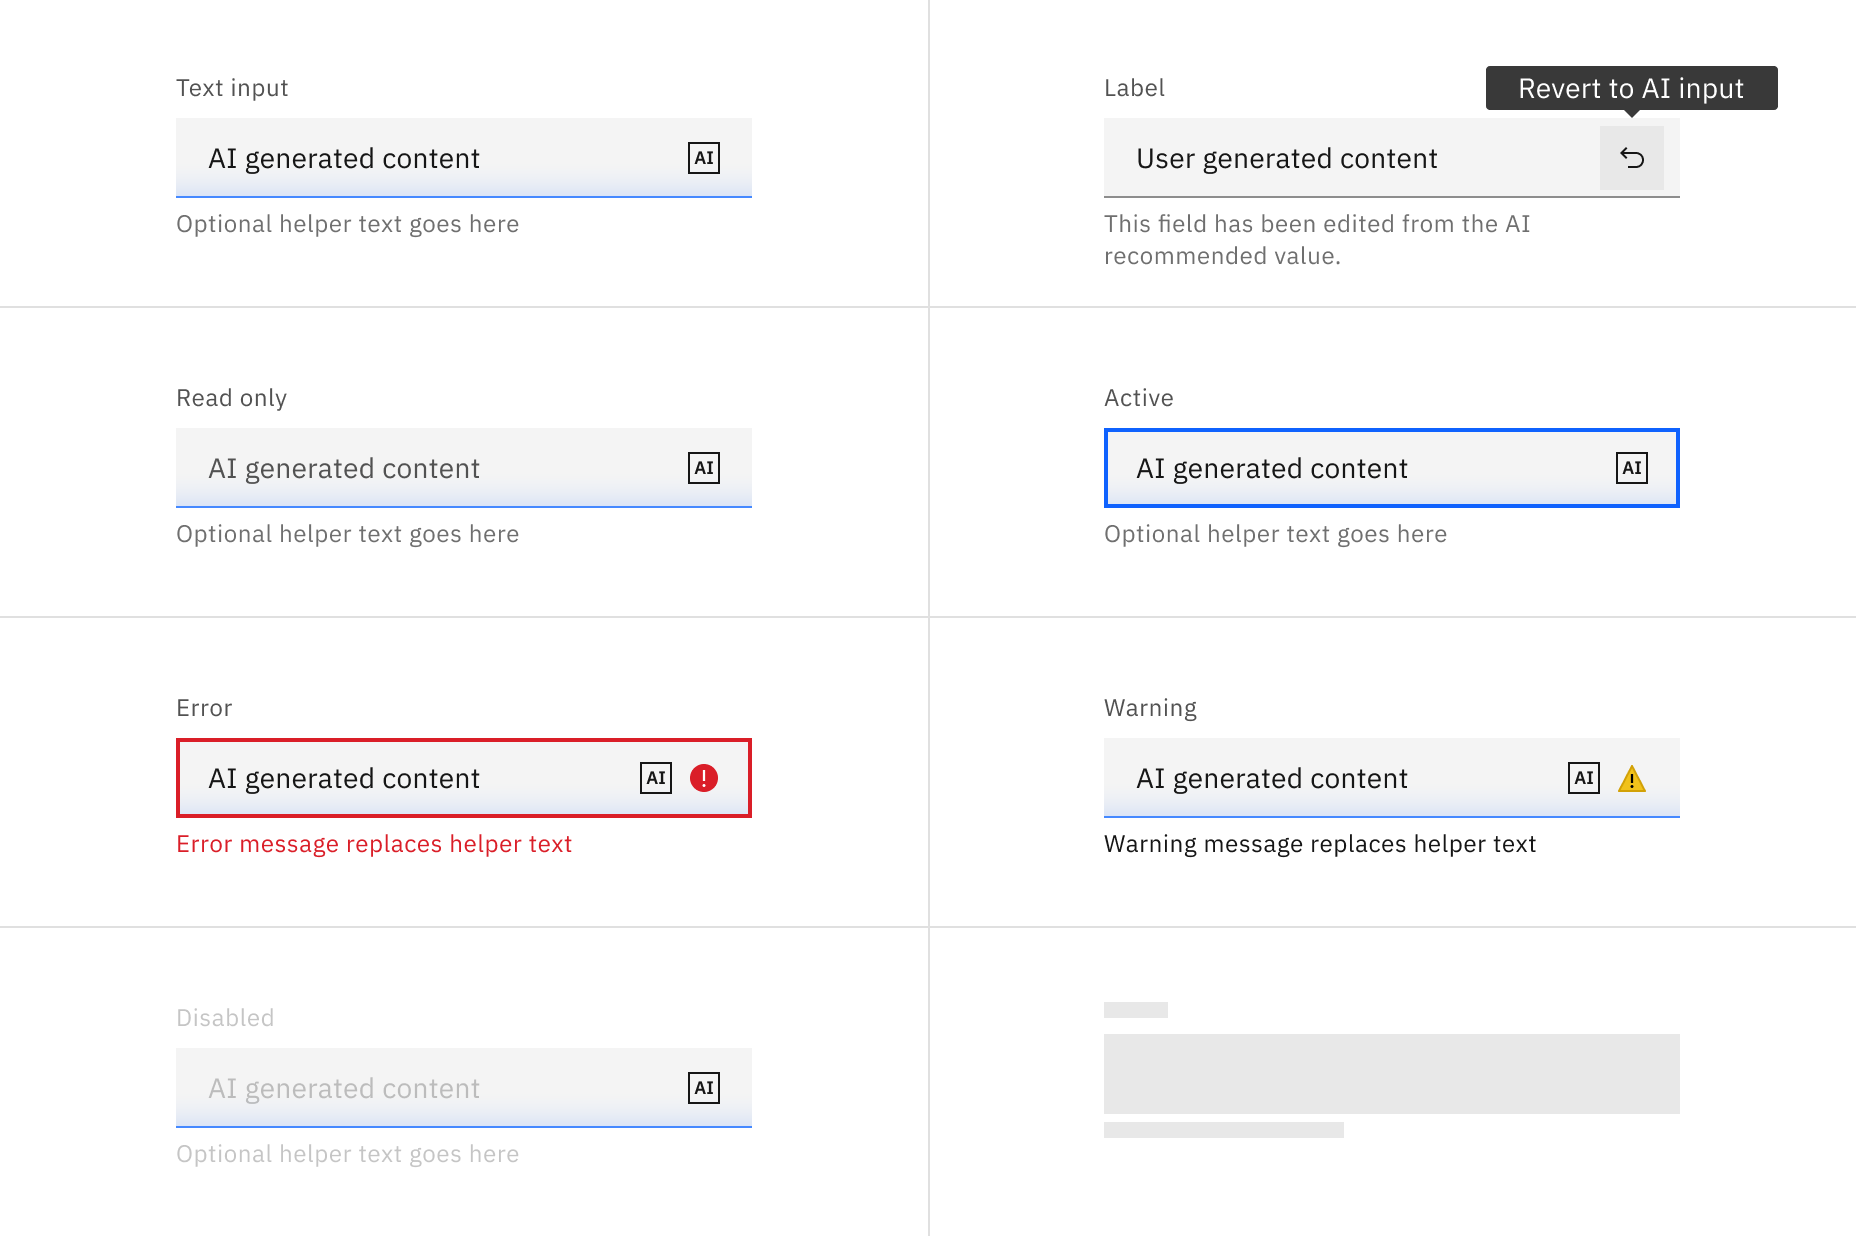 Text input
AI generated content AI
Optional helper text goes here
Label
Revert to AI input
User generated content
This field has been edited from the AI
recommended value.
Read only
AI generated content AI
Optional helper text goes here
Active
AI generated content AI
Optional helper text goes here
Error
AI generated content AI
Error message replaces helper text
Warning
AI generated content AI
Warning message replaces helper text
Disabled
AI generated content AI
Optional helper text goes here